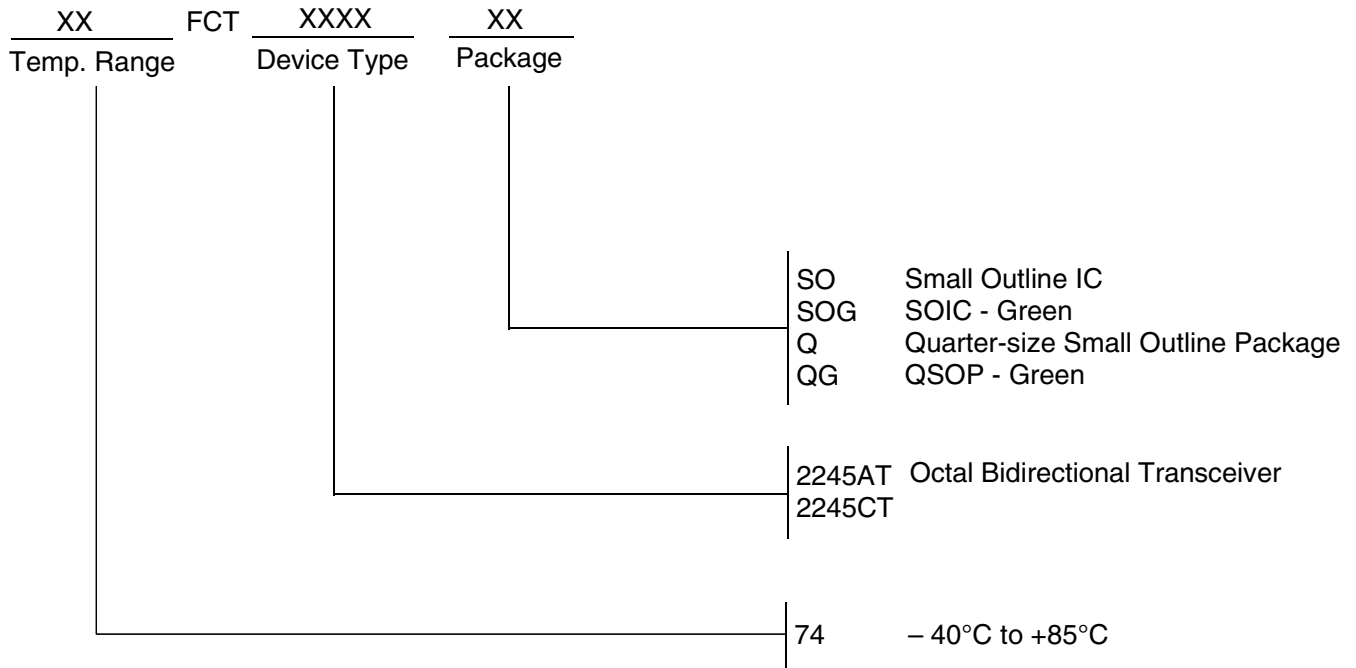 XX FCT XXXX XX
Temp. Range Device Type Package
SO Small Outline IC
SOG SOIC - Green
Q Quarter-size Small Outline Package
QG QSOP - Green
2245AT Octal Bidirectional Transceiver
2245CT
74 – 40°C to +85°C